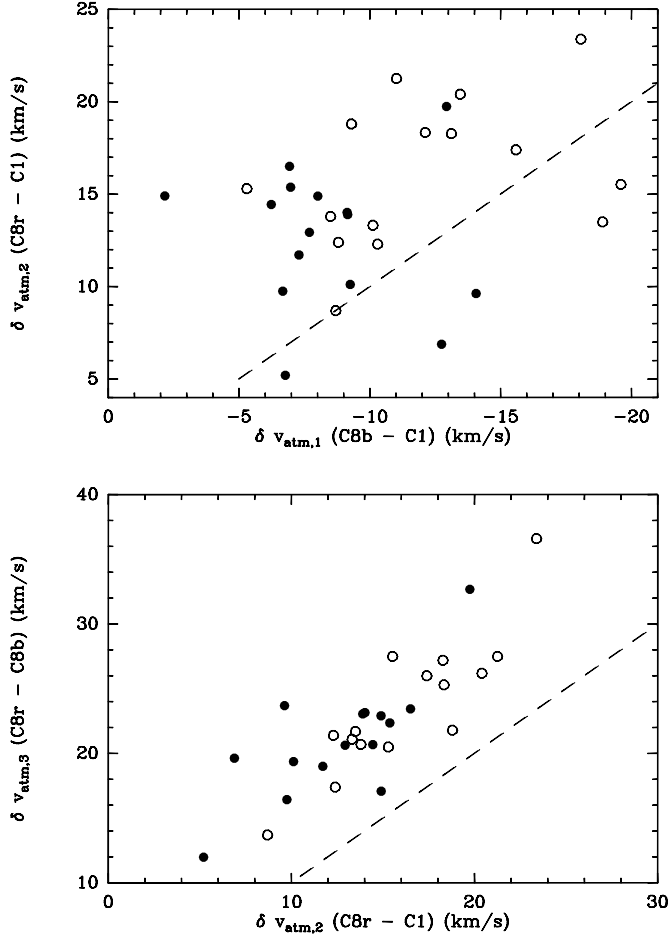 25
20
15
10
5
0 −5 −10 −15 −20
δ v_atm,1 (C8b − C1) (km/s)
δ v_atm,2 (C8r − C1) (km/s)
40
30
20
10
0 10 20 30
δ v_atm,2 (C8r − C1) (km/s)
δ v_atm,3 (C8r − C8b) (km/s)